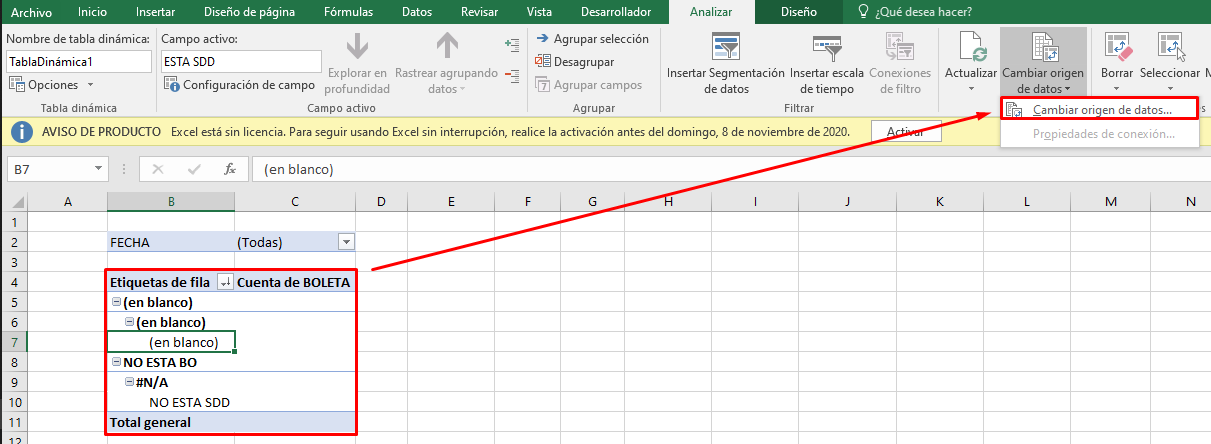 Archivo Inicio Insertar Diseño de página Fórmulas Datos Revisar Vista Desarrollador Analizar Diseño ¿Qué desea hacer?
Nombre de tabla dinámica:
TablaDinámica1
Opciones
Tabla dinámica
Campo activo:
ESTA SDD
Configuración de campo
Explorar en
profundidad
Rastrear agrupando
datos
Campo activo
Agrupar selección
Desagrupar
Agrupar campos
Agrupar
Insertar Segmentación
de datos
Insertar escala
de tiempo
Conexiones
de filtro
Filtrar
Actualizar
Cambiar origen
de datos
Borrar
Seleccionar
Cambiar origen de datos...
Propiedades de conexión...
AVISO DE PRODUCTO Excel está sin licencia. Para seguir usando Excel sin interrupción, realice la activación antes del domingo, 8 de noviembre de 2020. Activar
B7 fx (en blanco)
A B C D E F G H I J K L M N
1
2 FECHA (Todas)
3
4 Etiquetas de fila Cuenta de BOLETA
5 (en blanco)
6 (en blanco)
7 (en blanco)
8 NO ESTA BO
9 #N/A
10 NO ESTA SDD
11 Total general
12